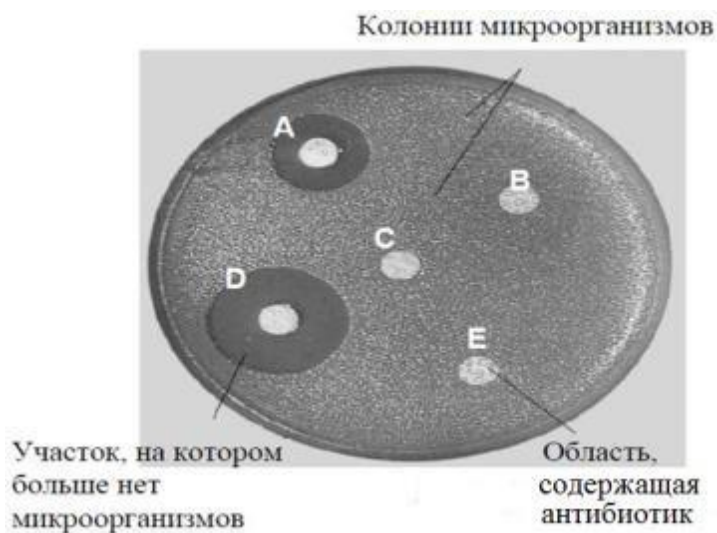 Колонии микроорганизмов
A
B
C
D
E
Участок, на котором
больше нет
микроорганизмов
Область,
содержащая
антибиотик